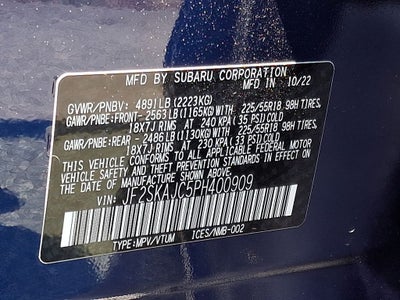 MFD BY SUBARU CORPORATION
MFD IN 10/22
GVWR/PNBV: 4891LB(2223KG)
GAWR/PNBE:FRONT- 2563LB(1165KG)WITH 225/55R18 98H TIRES,
18X7J RIMS AT 240 KPA(35 PSI)COLD
GAWR/PNBE:REAR - 2486LB(1130KG)WITH 225/55R18 98H TIRES,
18X7J RIMS AT 230 KPA(33 PSI)COLD
THIS VEHICLE CONFORMS TO ALL APPLICABLE FEDERAL MOTOR
VEHICLE SAFETY STANDARDS IN EFFECT ON THE DATE OF
MANUFACTURE SHOWN ABOVE.
VIN: JF2SKAJC5PH400909
TYPE:MPV/VTUM ICES/NMB-002